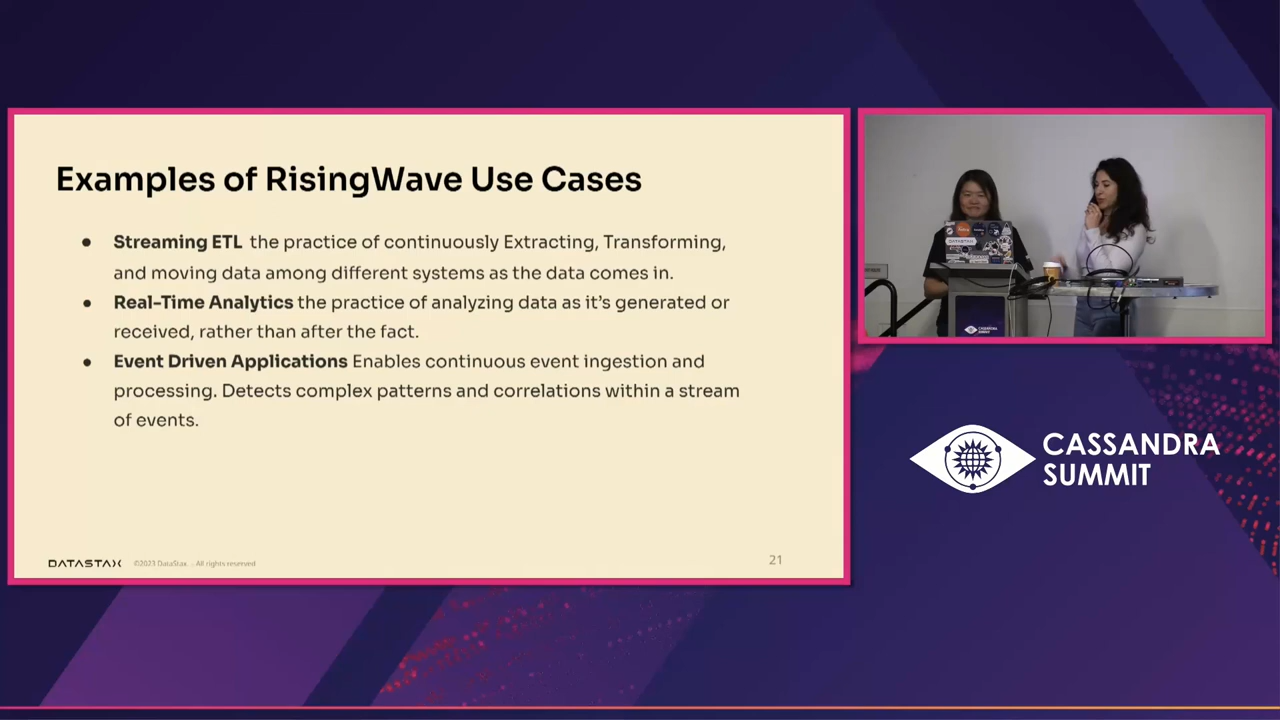 Examples of RisingWave Use Cases
● Streaming ETL the practice of continuously Extracting, Transforming,
and moving data among different systems as the data comes in.
● Real-Time Analytics the practice of analyzing data as it’s generated or
received, rather than after the fact.
● Event Driven Applications Enables continuous event ingestion and
processing. Detects complex patterns and correlations within a stream
of events.
DATASTAX ©2023 DataStax. All rights reserved
21
DATASTAX
CASSANDRA
SUMMIT
CASSANDRA
SUMMIT